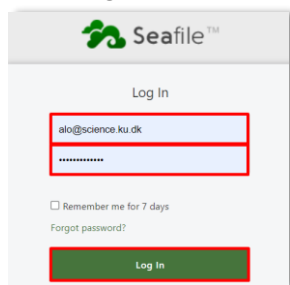 Seafile™
Log In
alo@science.ku.dk
•••••••••••••
Remember me for 7 days
Forgot password?
Log In